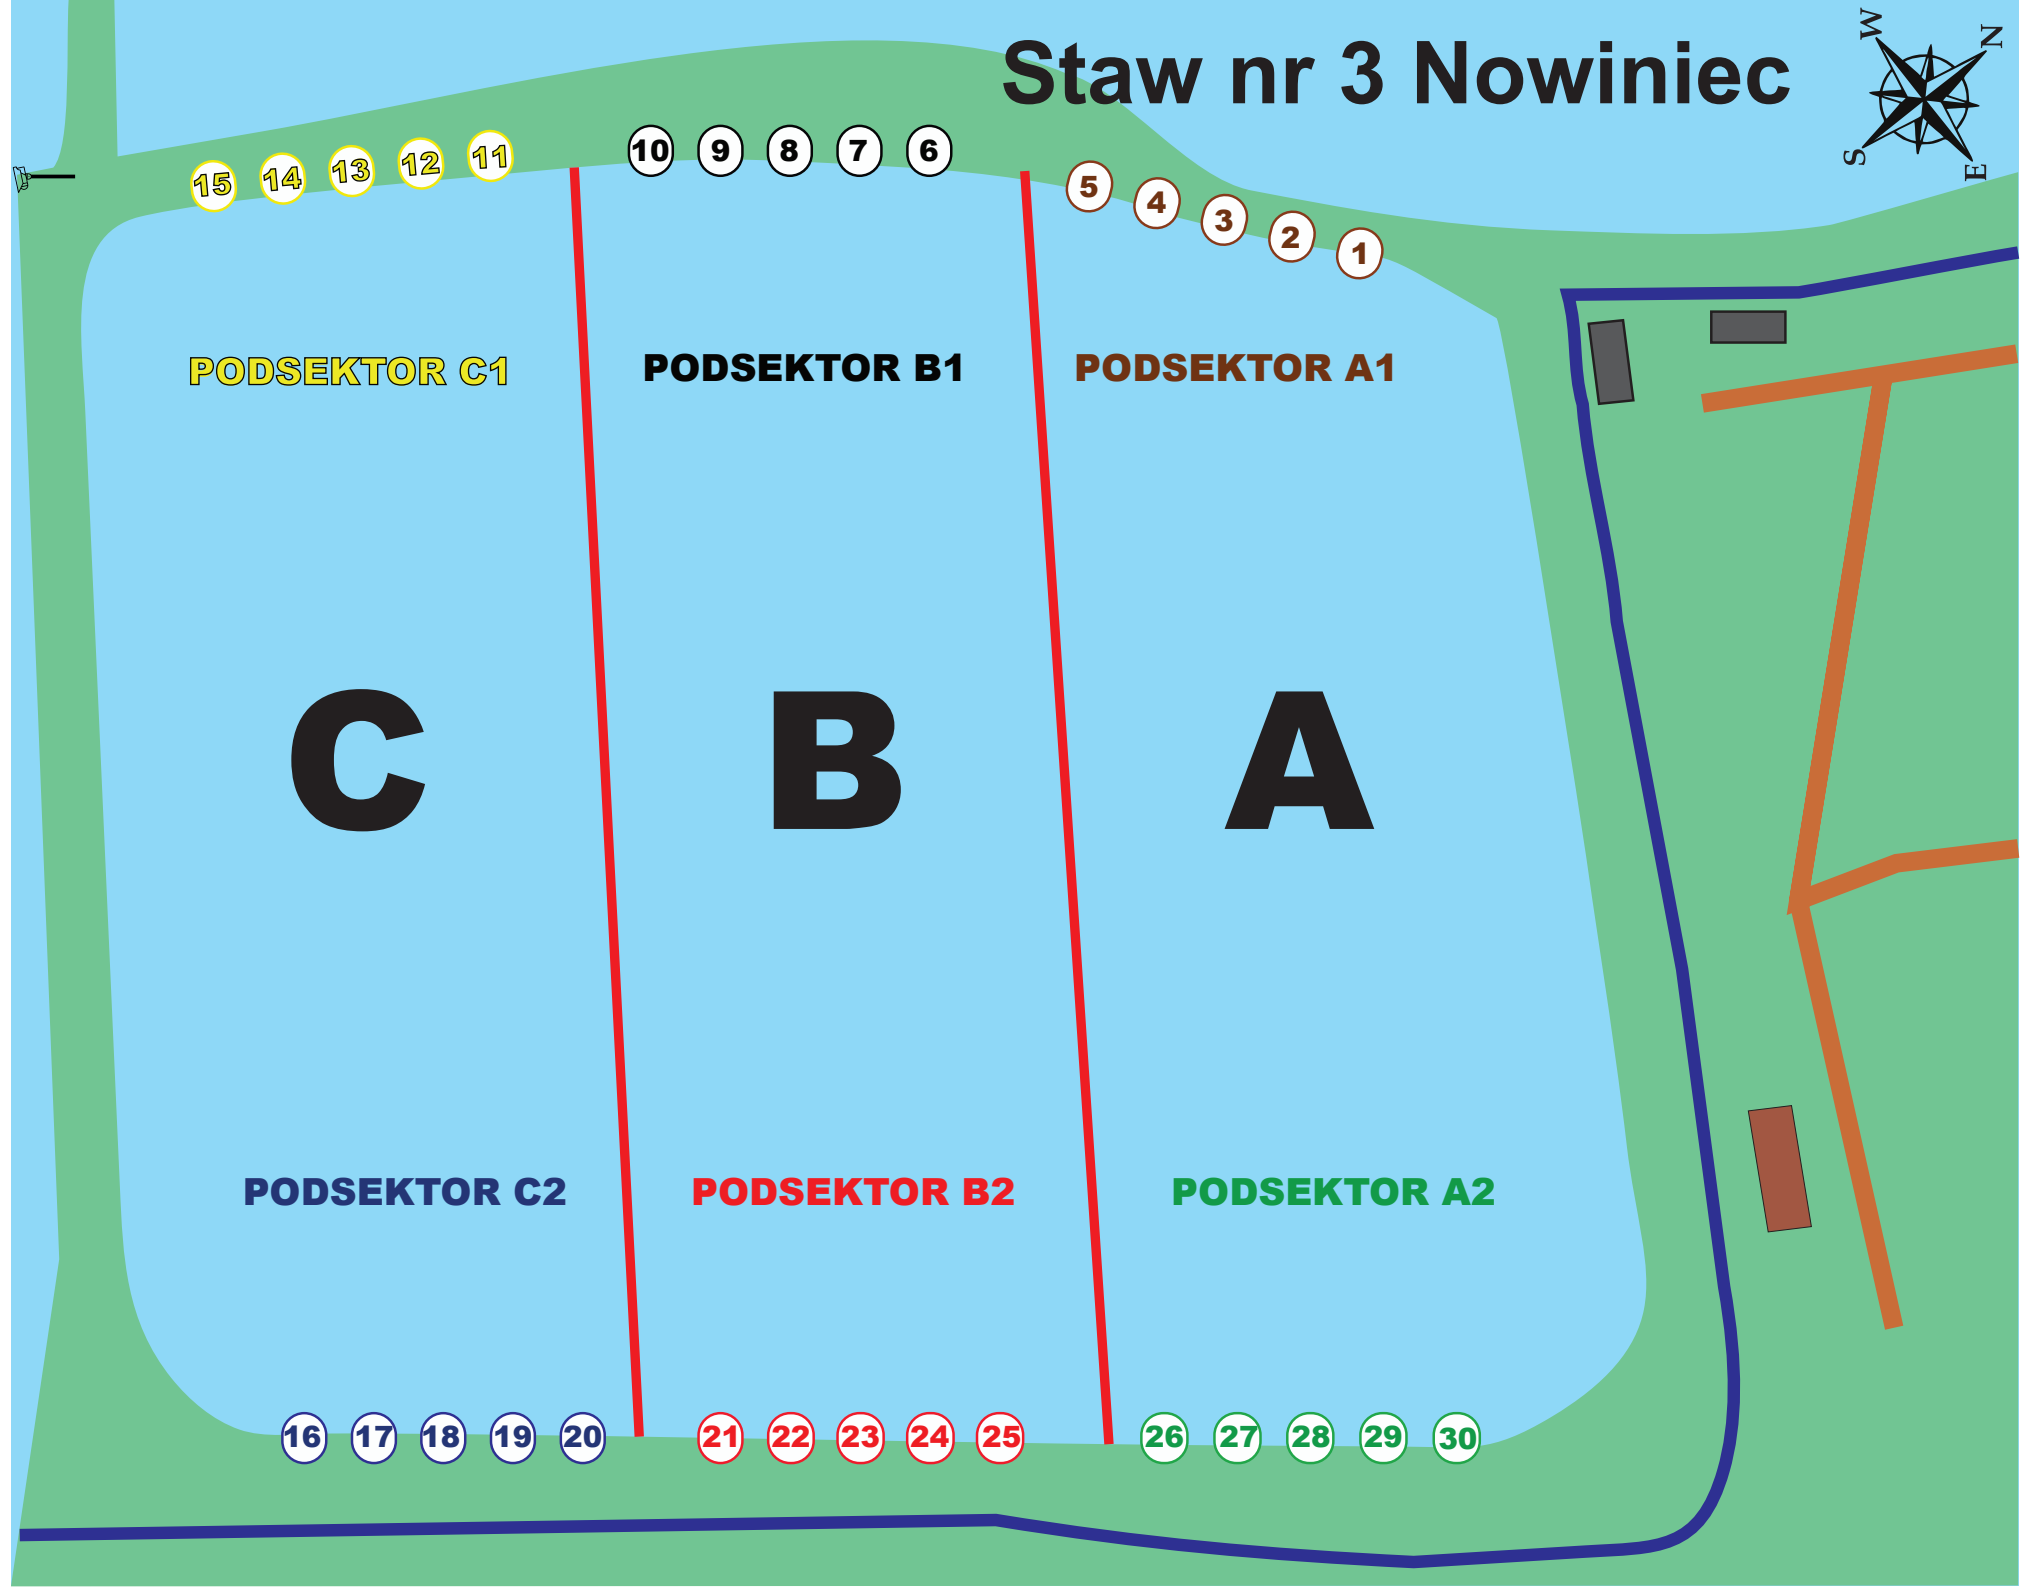 Staw nr 3 Nowiniec
W
N
S
E
15 14 13 12 11
10 9 8 7 6
5 4 3 2 1
PODSEKTOR C1
PODSEKTOR B1
PODSEKTOR A1
C
B
A
PODSEKTOR C2
PODSEKTOR B2
PODSEKTOR A2
16 17 18 19 20
21 22 23 24 25
26 27 28 29 30